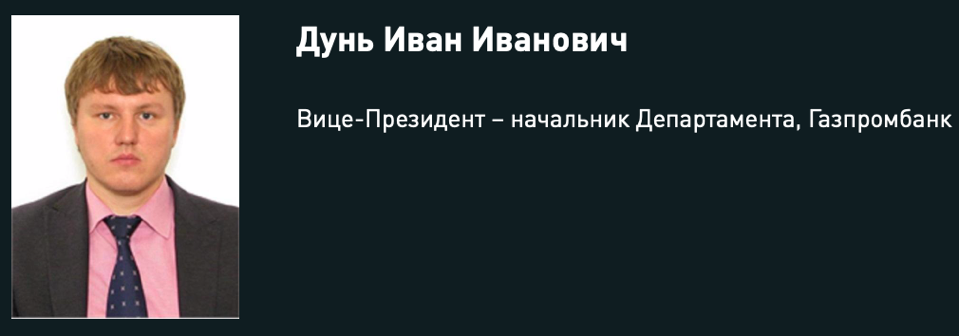 Дунь Иван Иванович
Вице-Президент – начальник Департамента, Газпромбанк